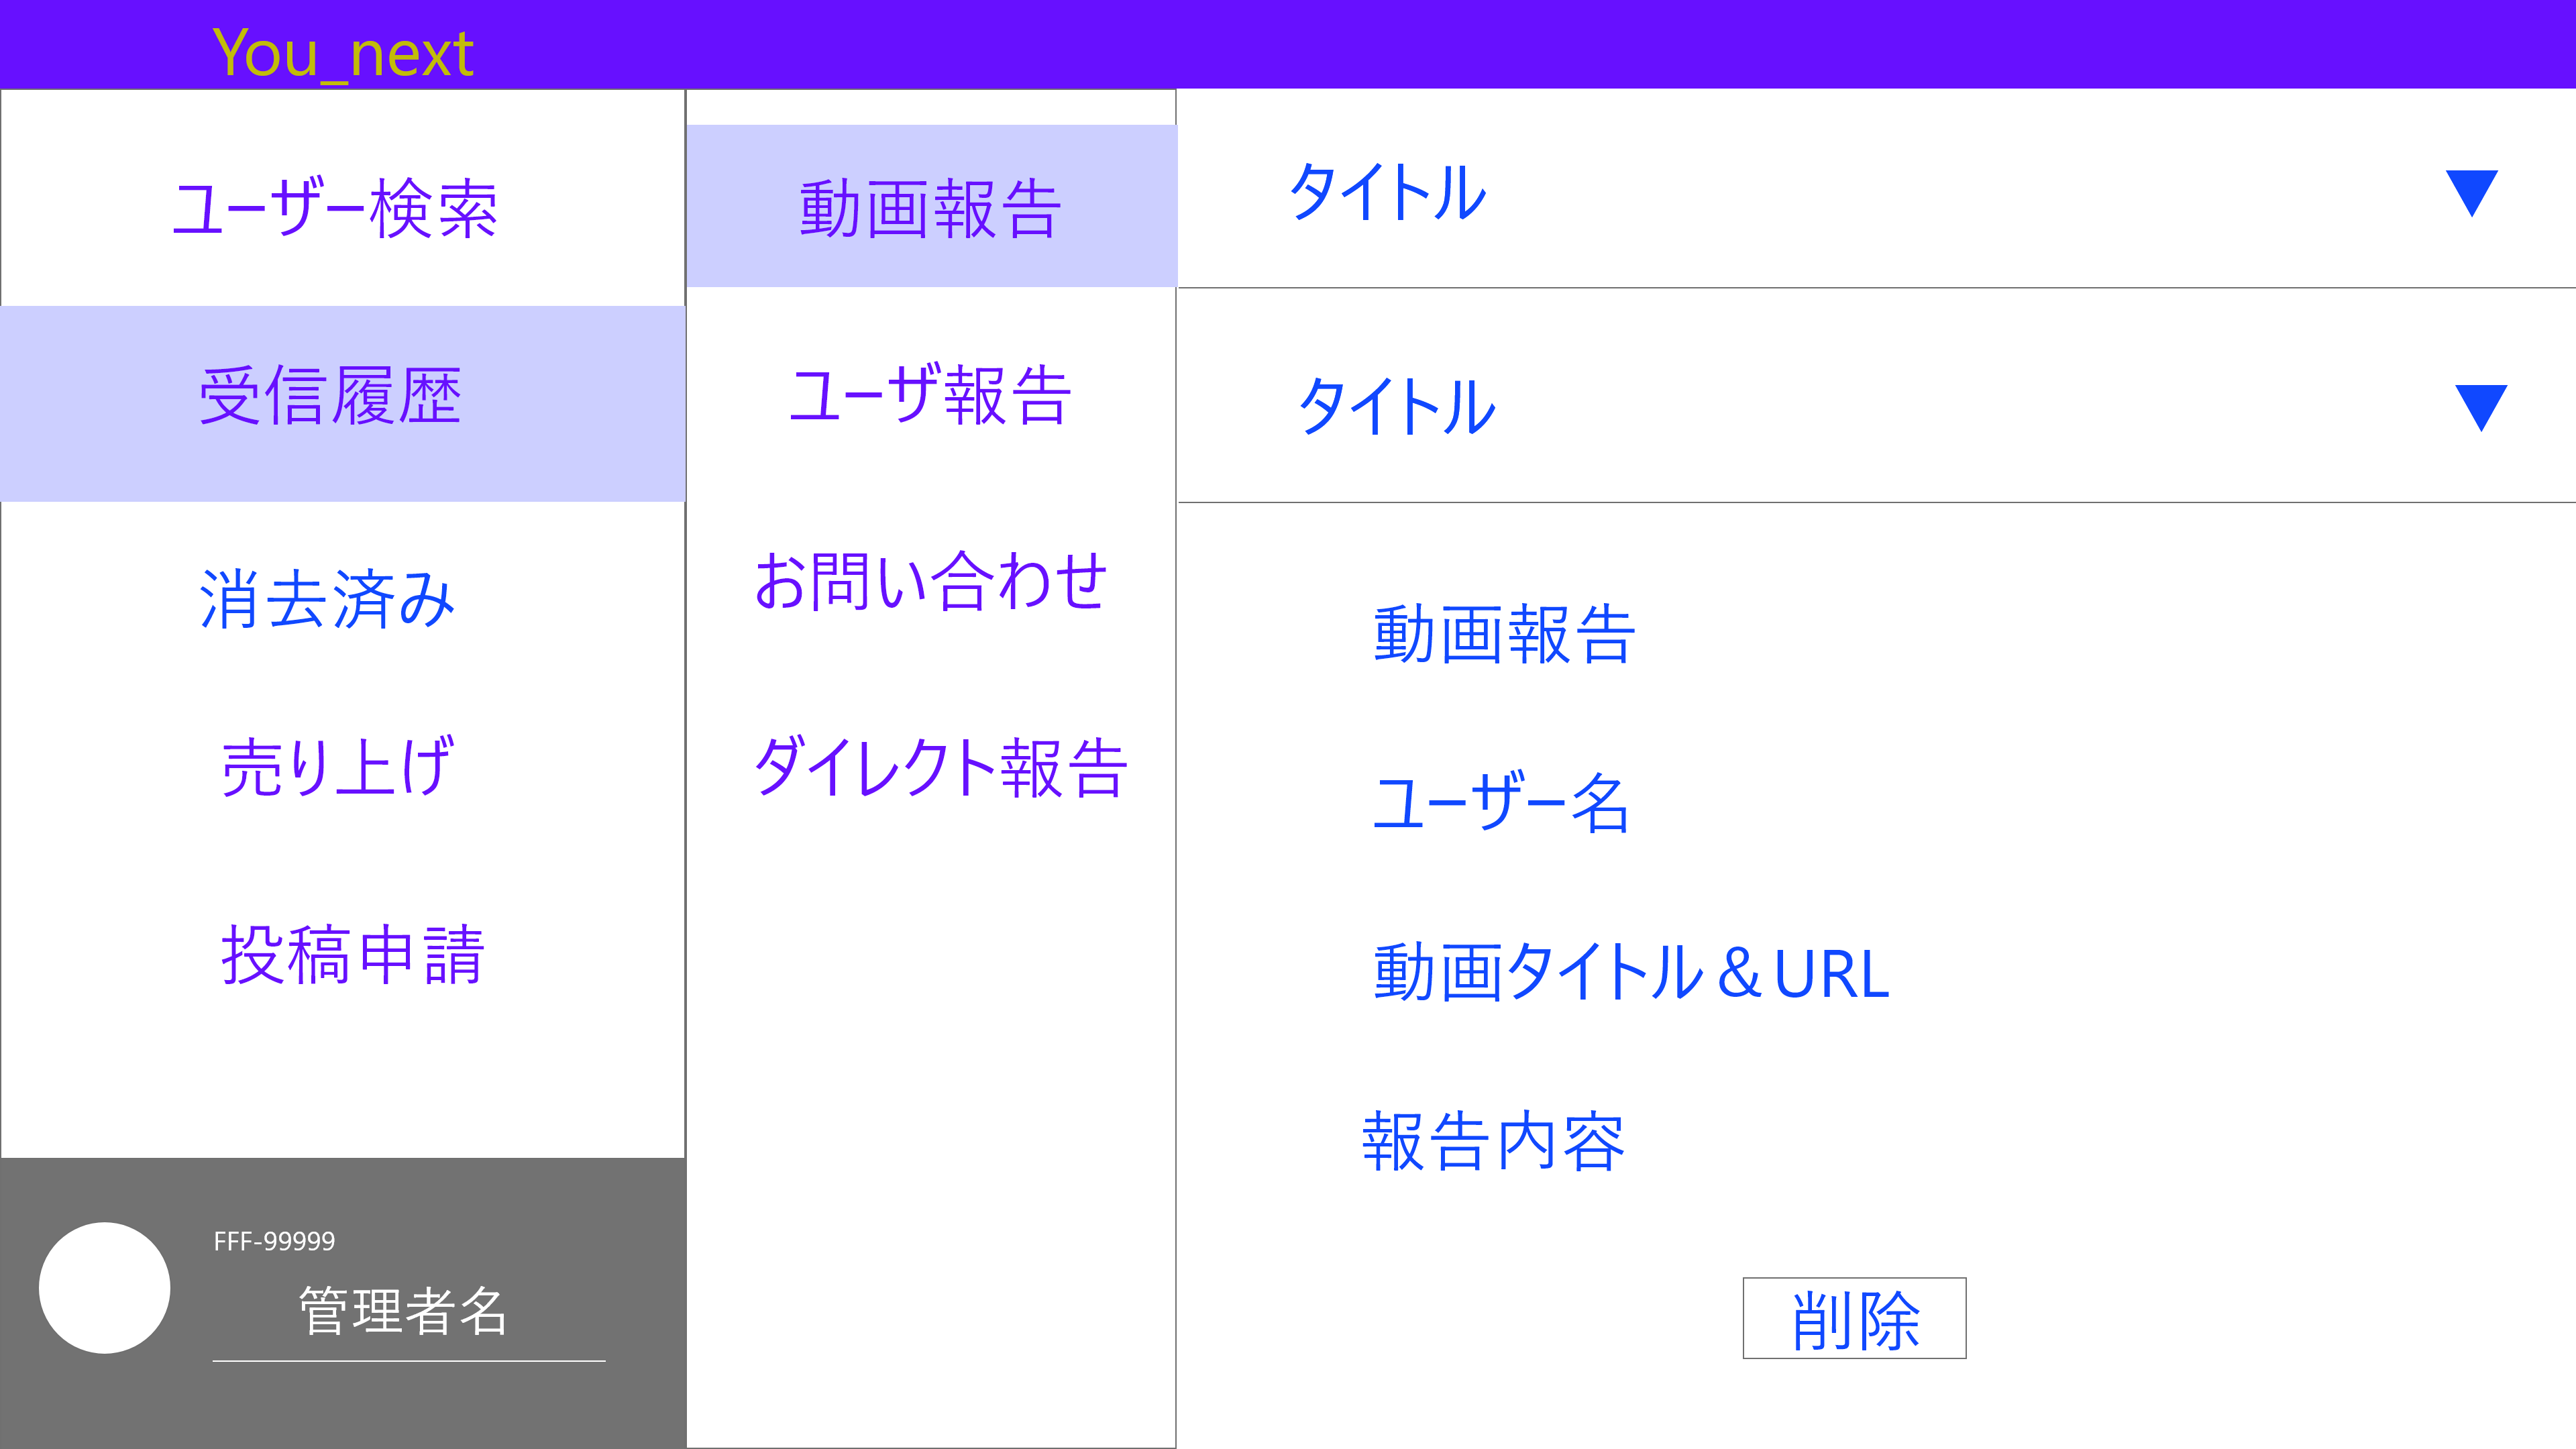 You_next
ユーザー検索
受信履歴
消去済み
売り上げ
投稿申請
FFF-99999
管理者名
動画報告
ユーザ報告
お問い合わせ
ダイレクト報告
タイトル
▼
タイトル
▼
動画報告
ユーザー名
動画タイトル＆URL
報告内容
削除